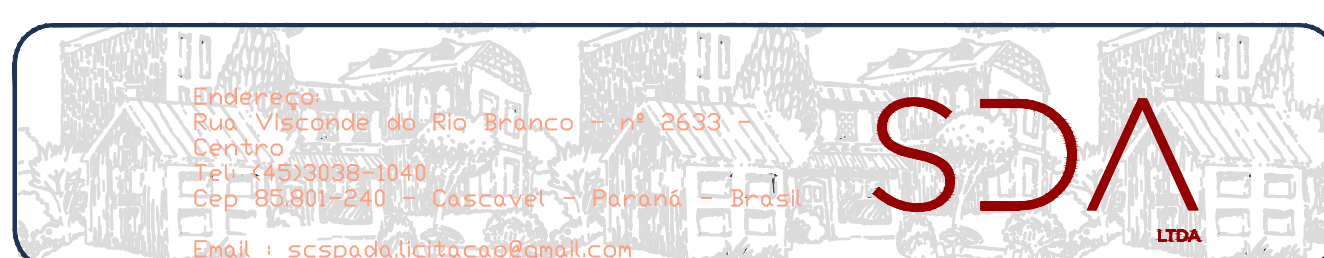 Endereço:
Rua Visconde do Rio Branco - nº 2633 -
Centro
Tel: (45)3038-1040
Cep 85.801-240 - Cascavel - Paraná - Brasil
Email : scspada.licitacao@gmail.com
SDA
LTDA